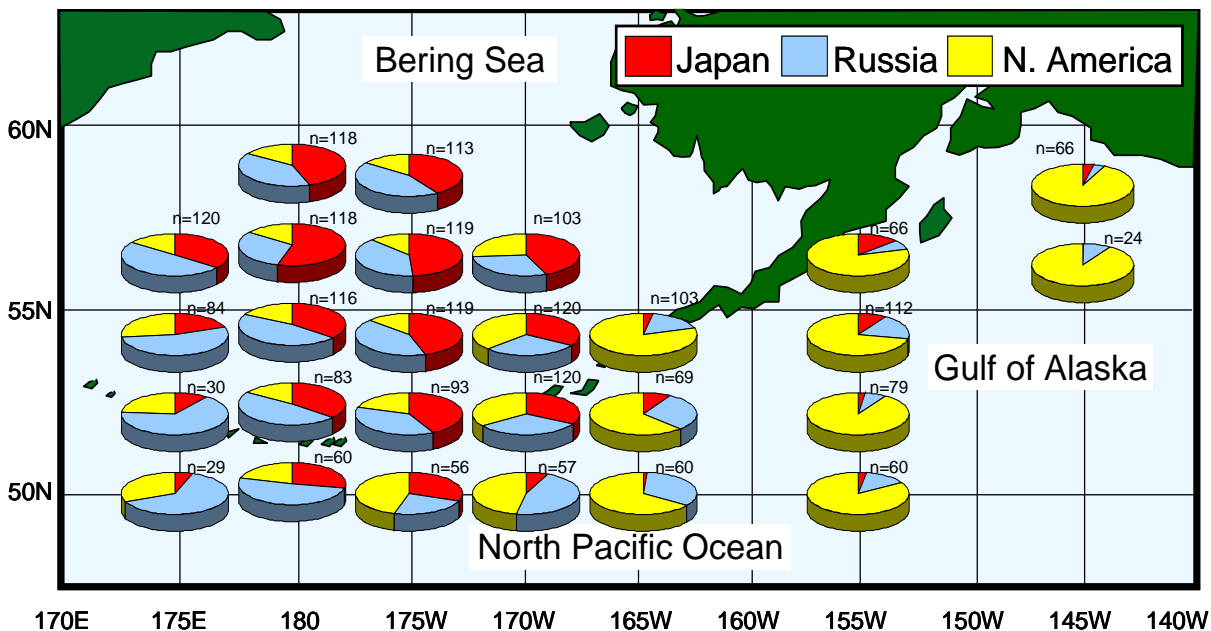 Bering Sea
Japan Russia N. America
60N
n=118
n=113
n=66
n=120
n=118
n=119
n=103
n=66
n=24
55N
n=84
n=116
n=119
n=120
n=103
n=112
Gulf of Alaska
n=30
n=83
n=93
n=120
n=69
n=79
50N
n=29
n=60
n=56
n=57
n=60
n=60
North Pacific Ocean
170E 175E 180 175W 170W 165W 160W 155W 150W 145W 140W